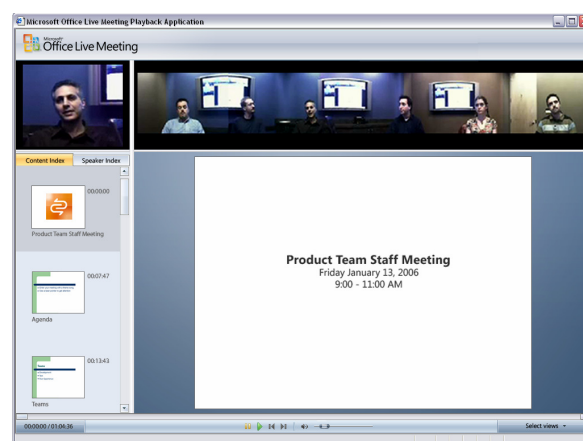 Microsoft Office Live Meeting Playback Application
Microsoft
Office Live Meeting
Content Index
Speaker Index
00:00:00
Product Team Staff Meeting
00:07:47
Agenda
00:13:43
Teams
Teams
Product Team Staff Meeting
Friday January 13, 2006
9:00 - 11:00 AM
00:00:00 / 01:04:36
Select views